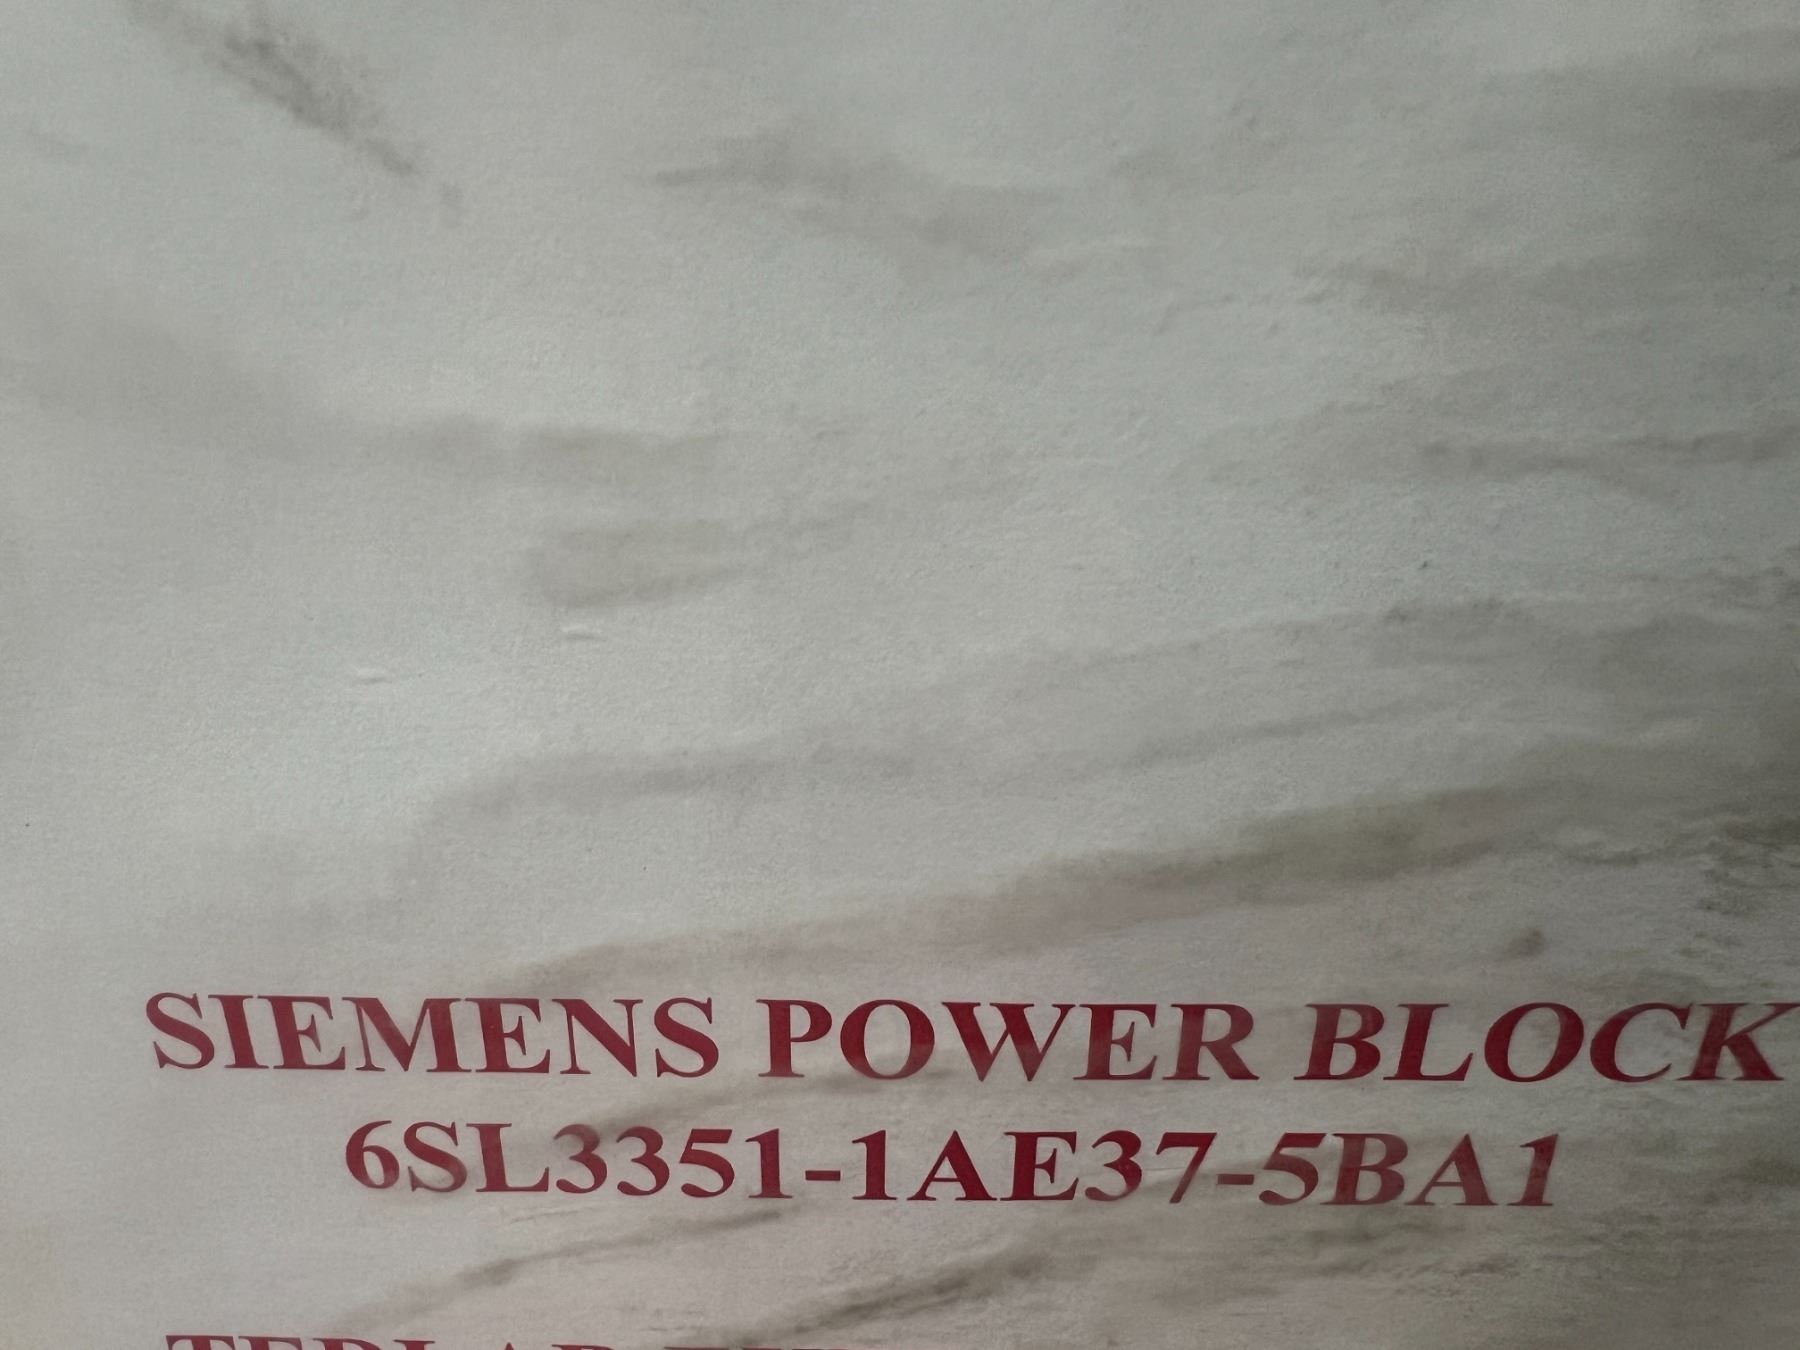 SIEMENS POWER BLOCK
6SL3351-1AE37-5BA1